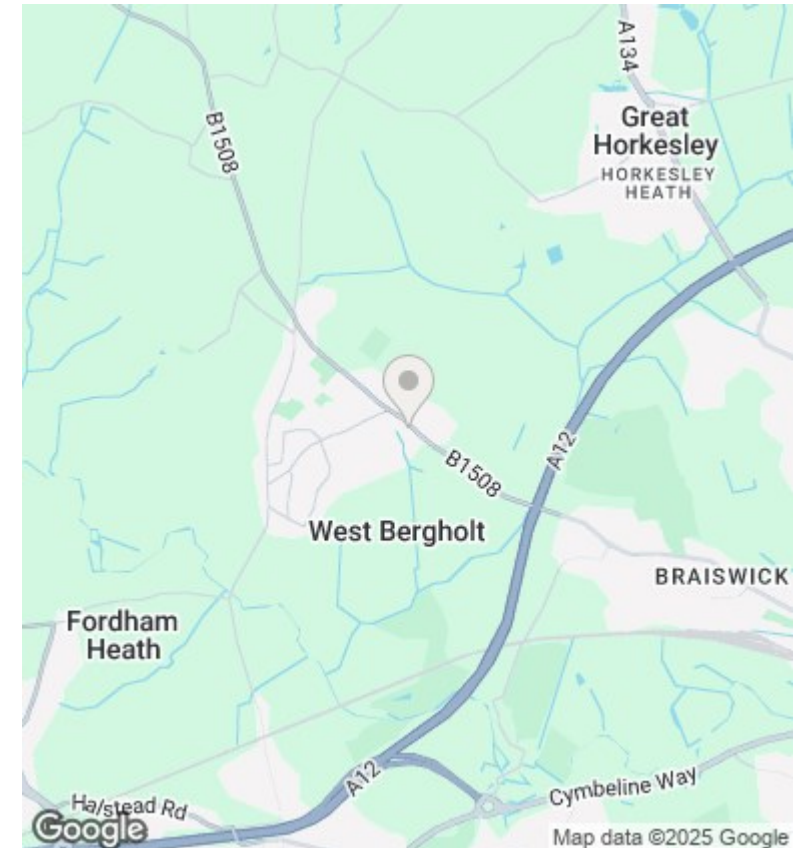 A134
Great
Horkesley
HORKESLEY
HEATH
B1508
A12
B1508
West Bergholt
BRAISWICK
Fordham
Heath
A12
Cymbeline Way
Halstead Rd
Google
Map data ©2025 Google